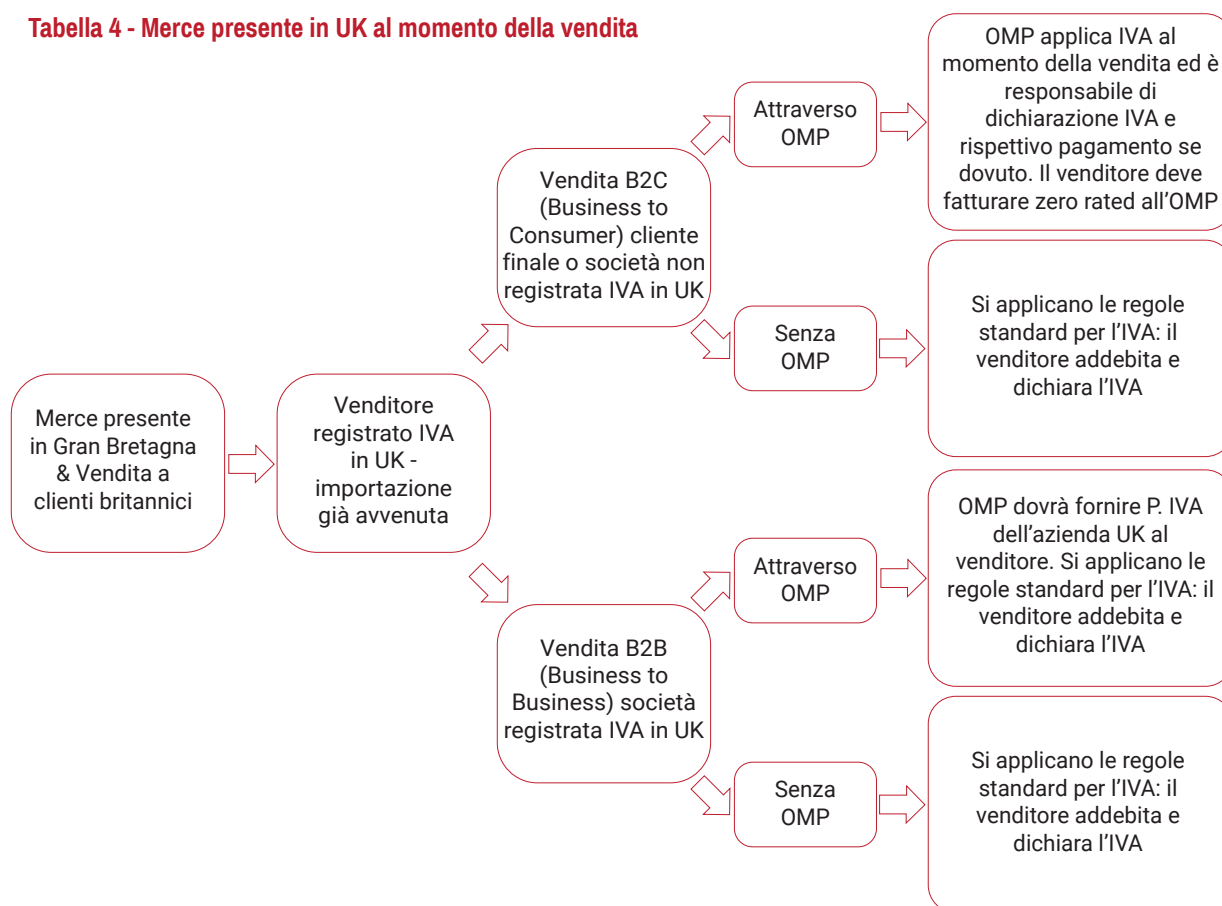 Tabella 4 - Merce presente in UK al momento della vendita
Merce presente
in Gran Bretagna
& Vendita a
clienti britannici
Venditore
registrato IVA
in UK -
importazione
già avvenuta
Vendita B2C
(Business to
Consumer) cliente
finale o società non
registrata IVA in UK
Attraverso
OMP
OMP applica IVA al
momento della vendita ed è
responsabile di
dichiarazione IVA e
rispettivo pagamento se
dovuto. Il venditore deve
fatturare zero rated all’OMP
Senza
OMP
Si applicano le regole
standard per l’IVA: il
venditore addebita e
dichiara l’IVA
Vendita B2B
(Business to
Business) società
registrata IVA in UK
Attraverso
OMP
OMP dovrà fornire P. IVA
dell’azienda UK al
venditore. Si applicano le
regole standard per l’IVA: il
venditore addebita e
dichiara l’IVA
Senza
OMP
Si applicano le regole
standard per l’IVA: il
venditore addebita e
dichiara l’IVA